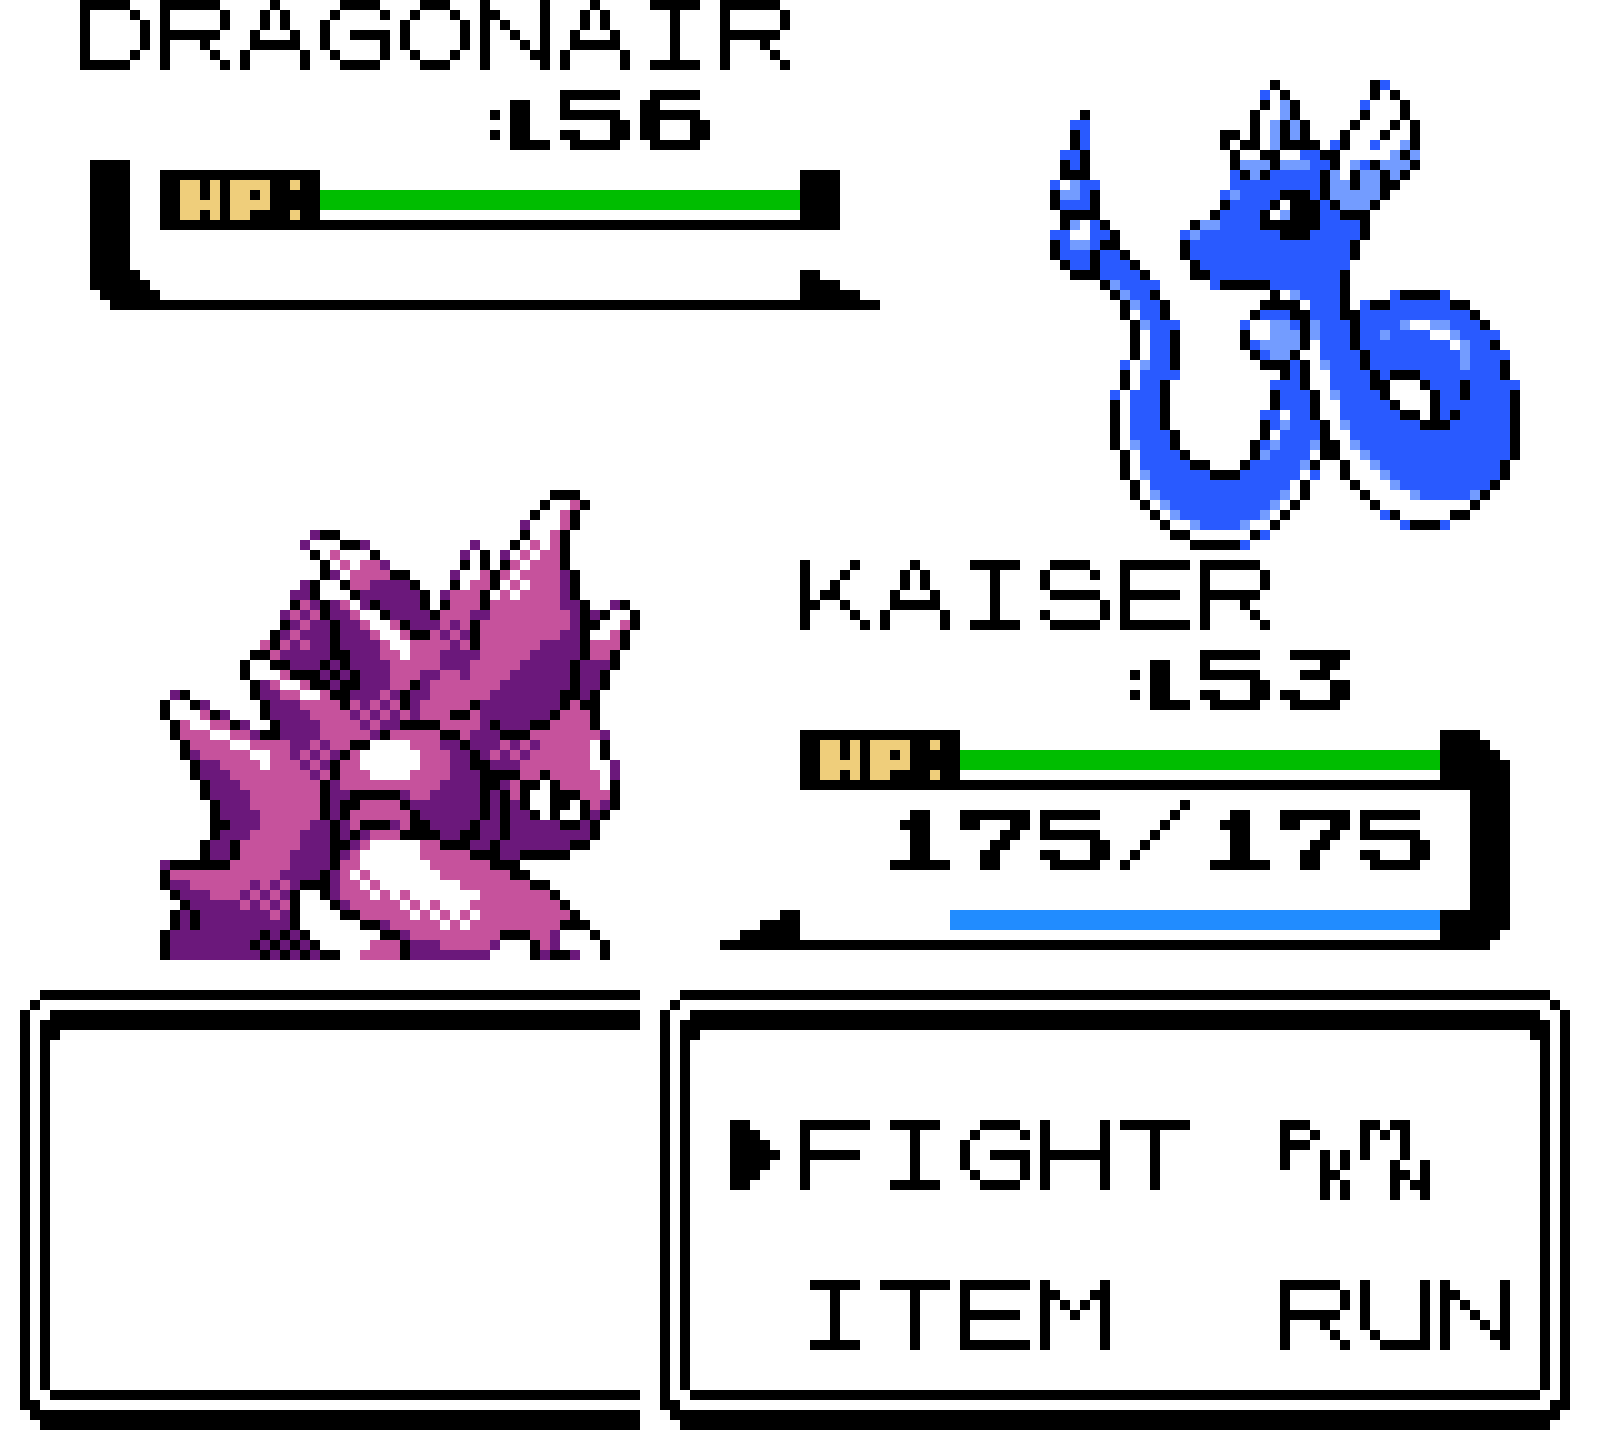 DRAGONAIR
:L56
HP:
KAISER
:L53
HP:
175/175
▶FIGHT PKMN
ITEM RUN